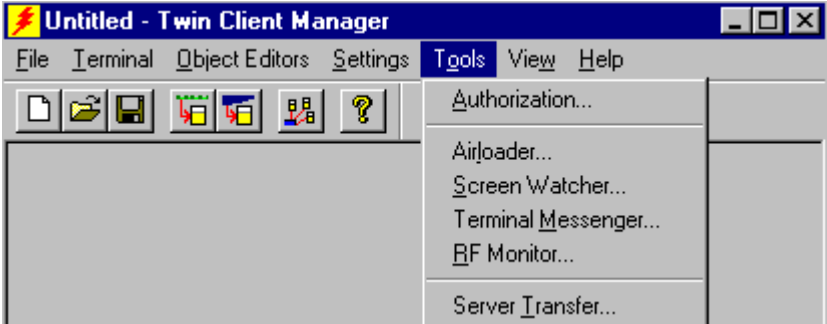 Untitled - Twin Client Manager
File Terminal Object Editors Settings Tools View Help
?
Authorization...
Airloader...
Screen Watcher...
Terminal Messenger...
RF Monitor...
Server Transfer...